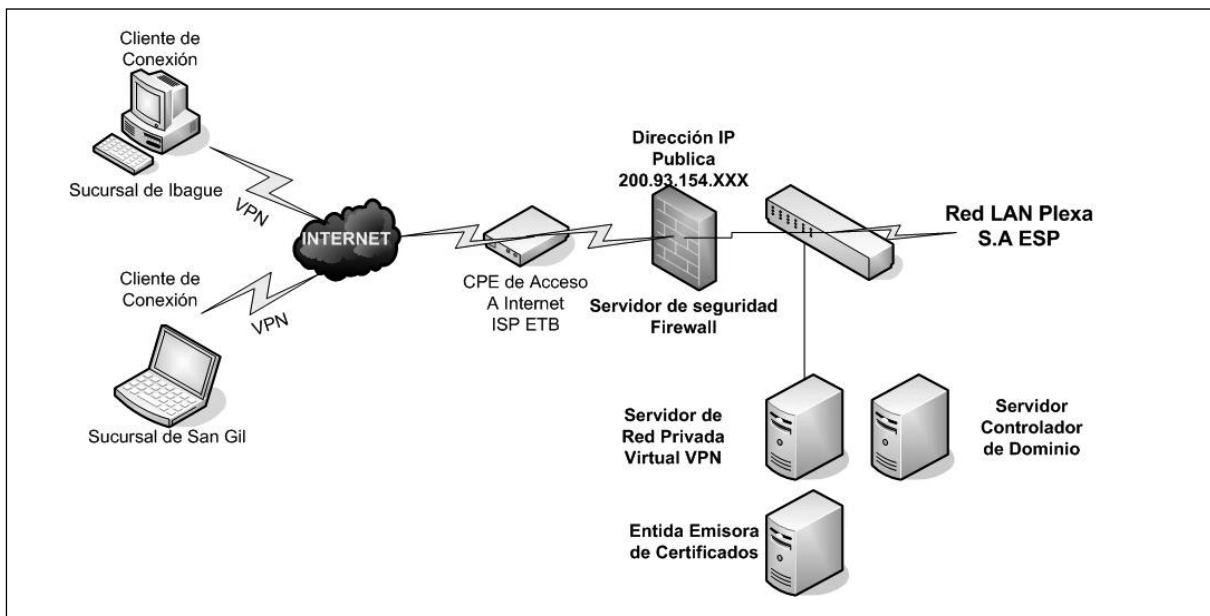 Cliente de
Conexión
Sucursal de Ibague
VPN
INTERNET
Cliente de
Conexión
VPN
Sucursal de San Gil
CPE de Acceso
A Internet
ISP ETB
Dirección IP
Publica
200.93.154.XXX
Servidor de seguridad
Firewall
Red LAN Plexa
S.A ESP
Servidor de
Red Privada
Virtual VPN
Servidor
Controlador
de Dominio
Entida Emisora
de Certificados